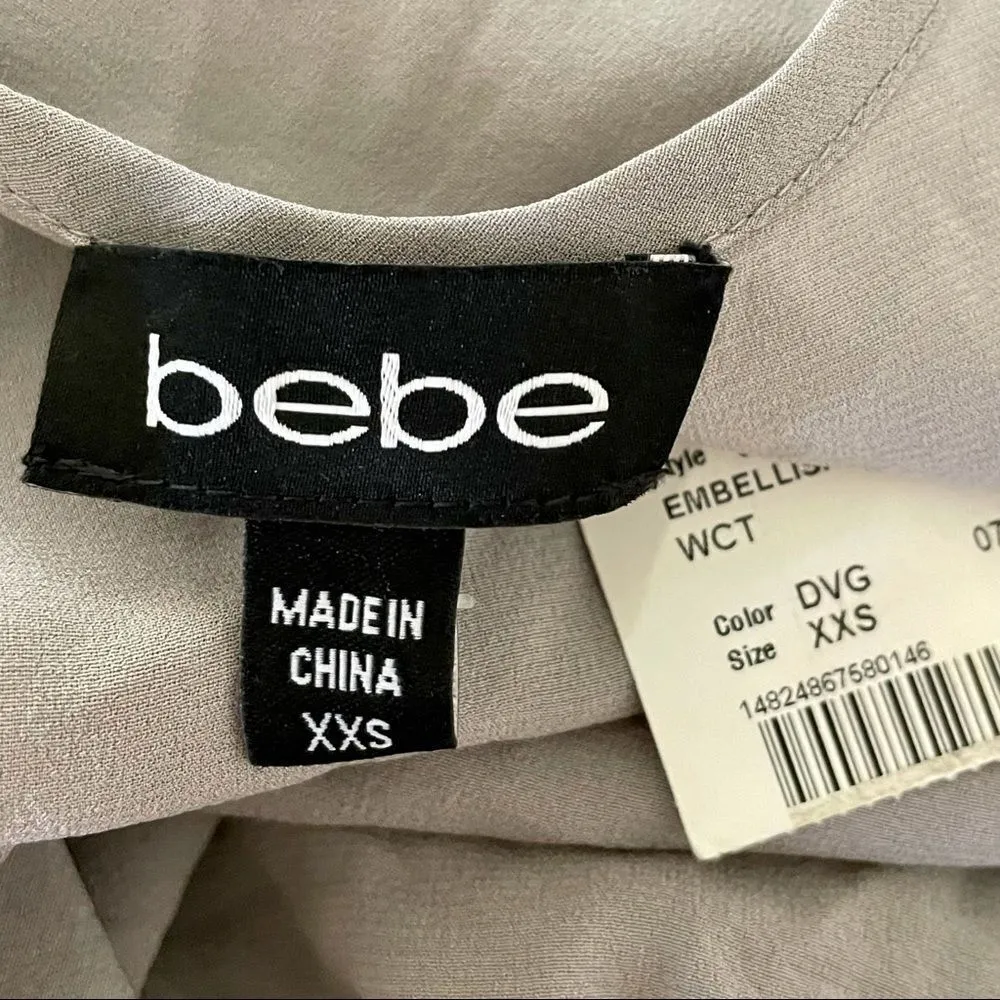 bebe
MADE IN
CHINA
XXS
EMBELLIS
WCT
07
Color DVG
Size XXS
14824867580146